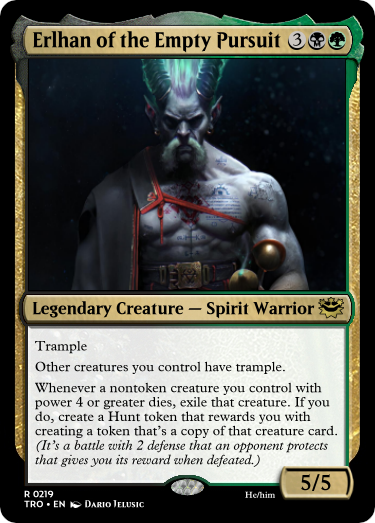 Erlhan of the Empty Pursuit 3
Legendary Creature — Spirit Warrior
Trample
Other creatures you control have trample.
Whenever a nontoken creature you control with
power 4 or greater dies, exile that creature. If you
do, create a Hunt token that rewards you with
creating a token that's a copy of that creature card.
(It's a battle with 2 defense that an opponent protects
that gives you its reward when defeated.)
5/5
R 0219
He/him
TRO • EN Dario Jelusic